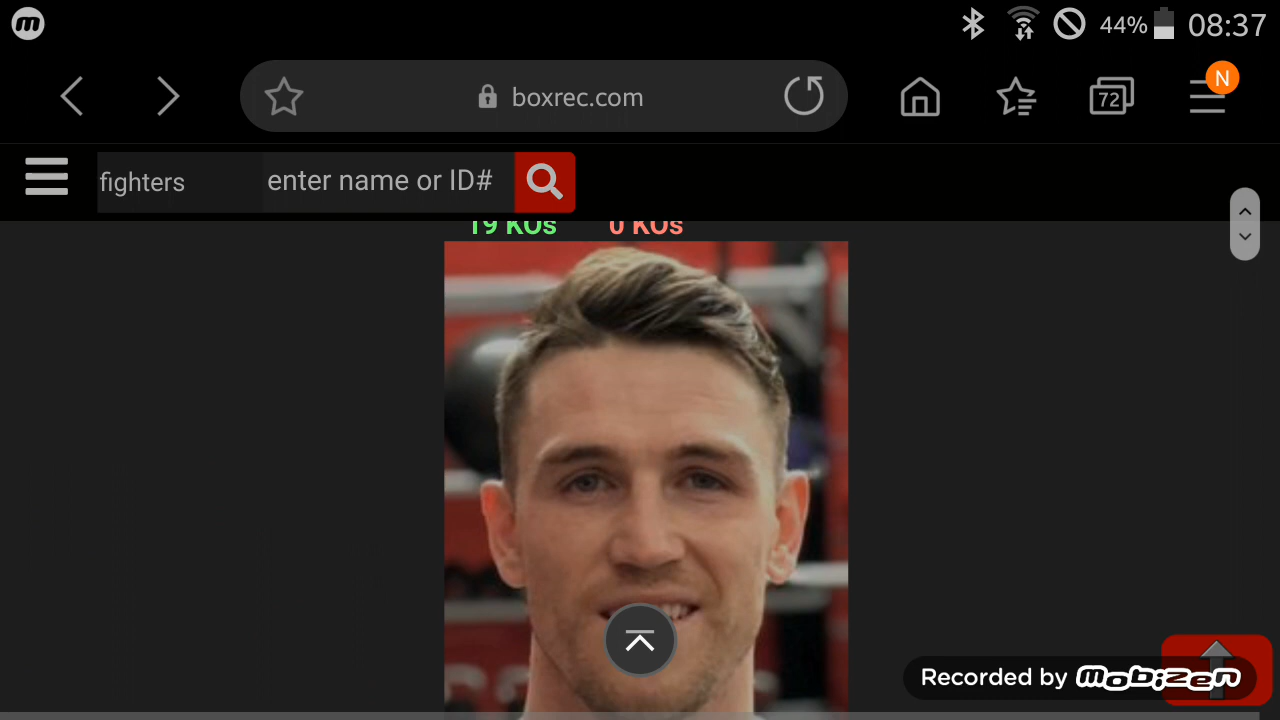 44% 08:37
boxrec.com
72
N
fighters enter name or ID#
19 KOs 0 KOs
Recorded by mobizen